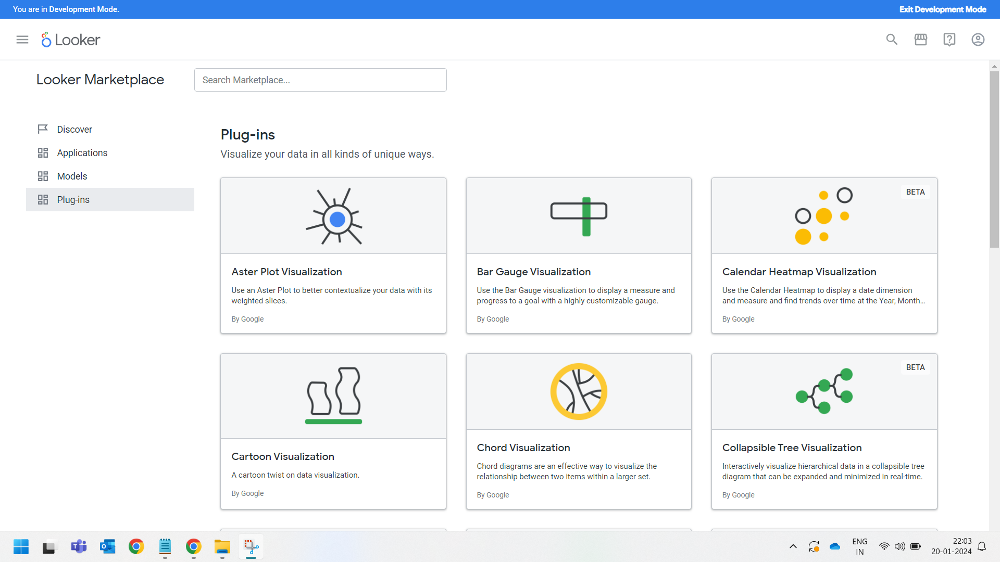 You are in Development Mode.
Exit Development Mode
Looker
Looker Marketplace
Search Marketplace...
Discover
Applications
Models
Plug-ins
Plug-ins
Visualize your data in all kinds of unique ways.
Aster Plot Visualization
Use an Aster Plot to better contextualize your data with its
weighted slices.
By Google
Bar Gauge Visualization
Use the Bar Gauge visualization to display a measure and
progress to a goal with a highly customizable gauge.
By Google
BETA
Calendar Heatmap Visualization
Use the Calendar Heatmap to display a date dimension
and measure and find trends over time at the Year, Month...
By Google
Cartoon Visualization
A cartoon twist on data visualization.
By Google
Chord Visualization
Chord diagrams are an effective way to visualize the
relationship between two items within a larger set.
By Google
BETA
Collapsible Tree Visualization
Interactively visualize hierarchical data in a collapsible tree
diagram that can be expanded and minimized in real-time.
By Google
ENG
IN
22:03
20-01-2024